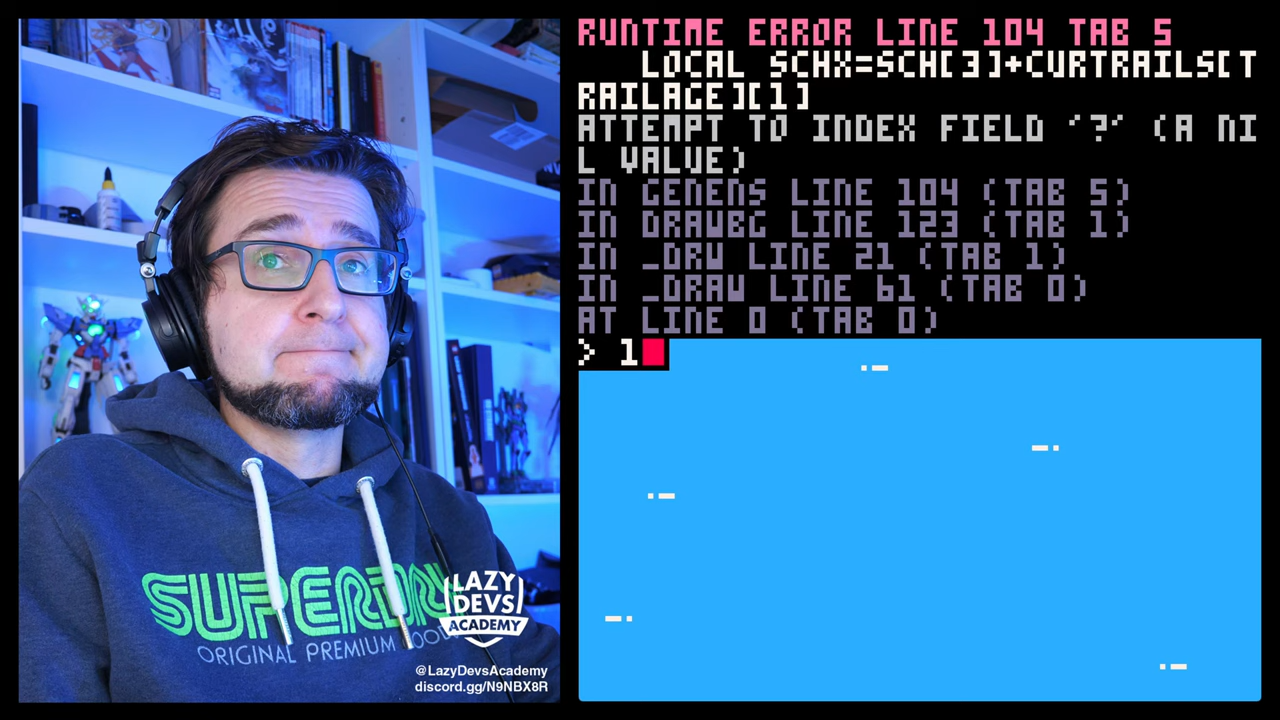 RUNTIME ERROR LINE 104 TAB 5
LOCAL SCHX=SCH[3]+CURTRAILS[T
RAILAGE][1]
ATTEMPT TO INDEX FIELD '?' (A NI
L VALUE)
IN GENENS LINE 104 (TAB 5)
IN DRAWBG LINE 123 (TAB 1)
IN _DRW LINE 21 (TAB 1)
IN _DRAW LINE 61 (TAB 0)
AT LINE 0 (TAB 0)
> 1
ORIGINAL PREMIUM
LAZY
DEVS
ACADEMY
@LazyDevsAcademy
discord.gg/N9NBX8R